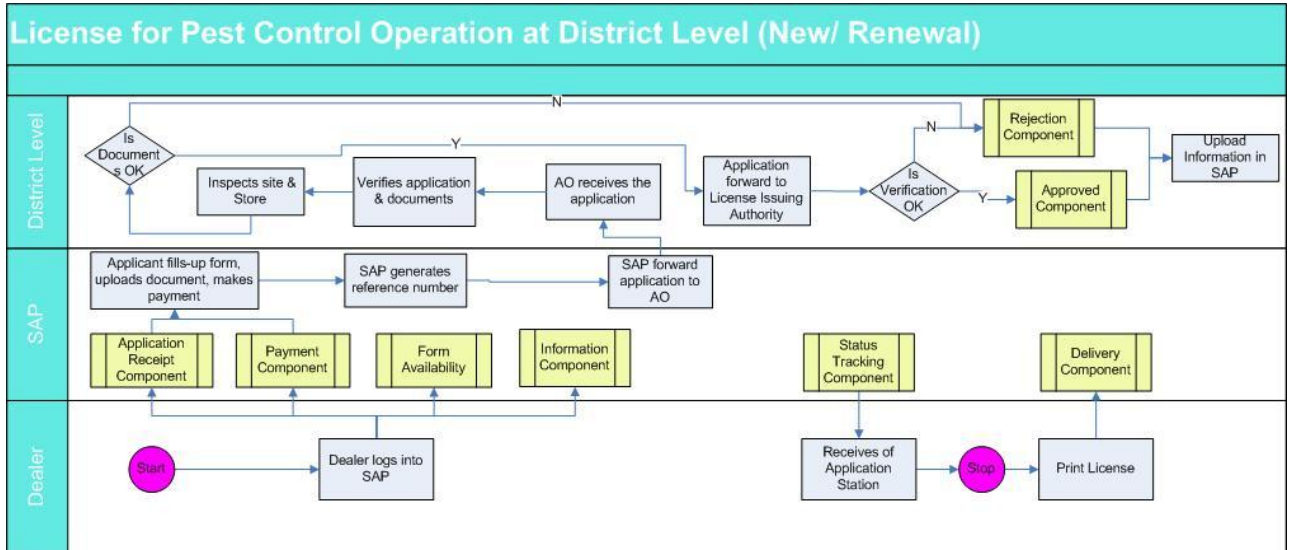 License for Pest Control Operation at District Level (New/ Renewal)
District Level
Is
Document
s OK
N
Y
Inspects site &
Store
Verifies application
& documents
AO receives the
application
Application
forward to
License Issuing
Authority
Is
Verification
OK
N
Y
Rejection
Component
Approved
Component
Upload
Information in
SAP
SAP
Applicant fills-up form,
uploads document, makes
payment
SAP generates
reference number
SAP forward
application to
AO
Application
Receipt
Component
Payment
Component
Form
Availability
Information
Component
Status
Tracking
Component
Delivery
Component
Dealer
Start
Dealer logs into
SAP
Receives of
Application
Station
Stop
Print License